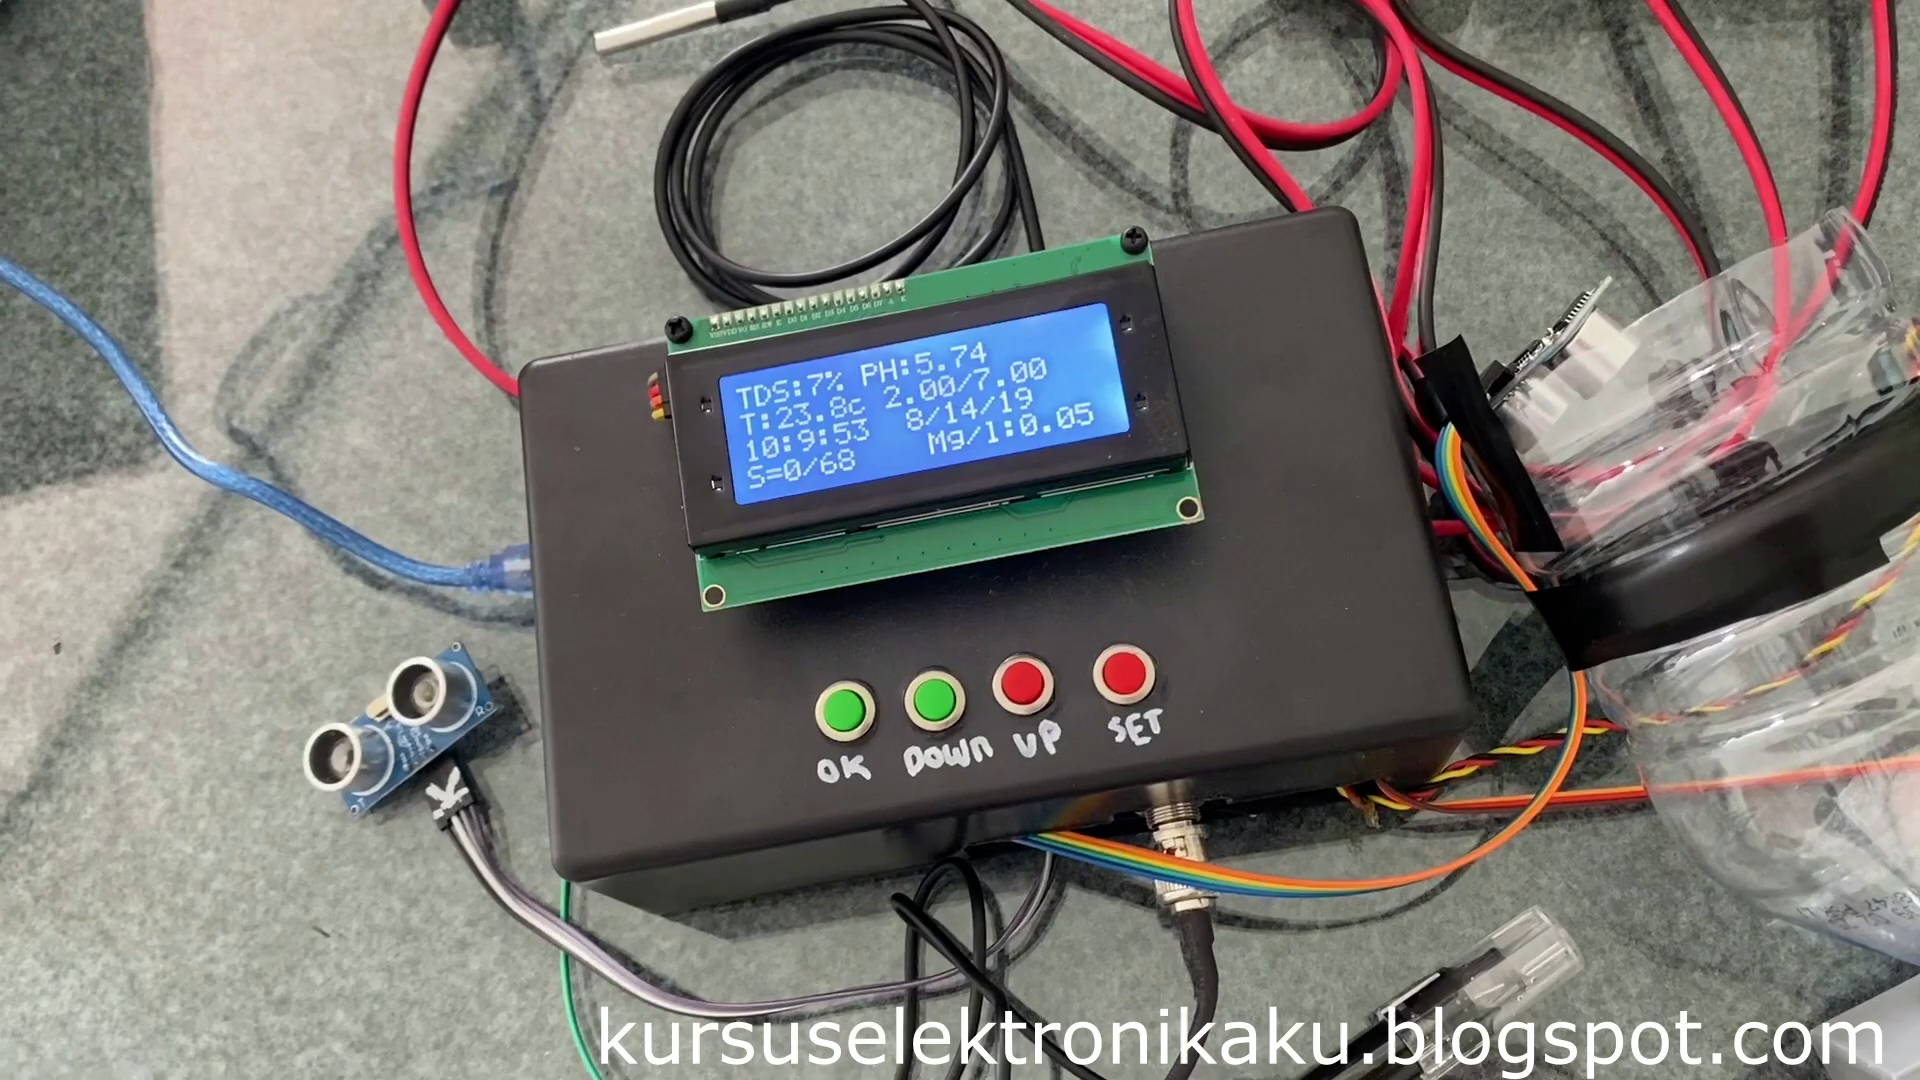 TDS:7% PH:5.74
T:23.8c 2.00/7.00
10:9:53 8/14/19
S=0/68 Mg/l:0.05
OK DOWN UP SET
kursuselektronikaku.blogspot.com